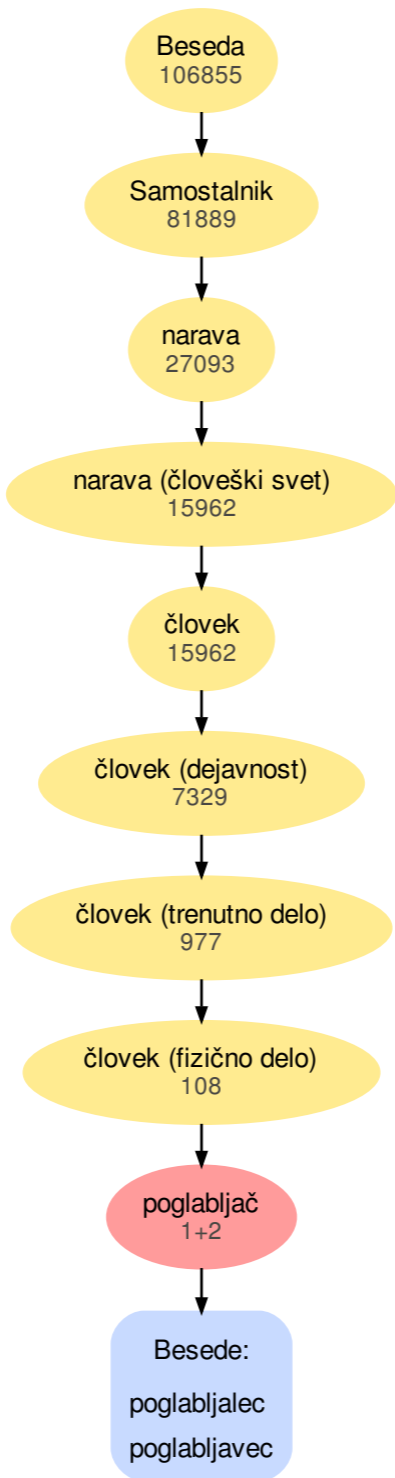 Beseda
106855
Samostalnik
81889
narava
27093
narava (človeški svet)
15962
človek
15962
človek (dejavnost)
7329
človek (trenutno delo)
977
človek (fizično delo)
108
poglabljač
1+2
Besede:
poglabljalec
poglabljavec